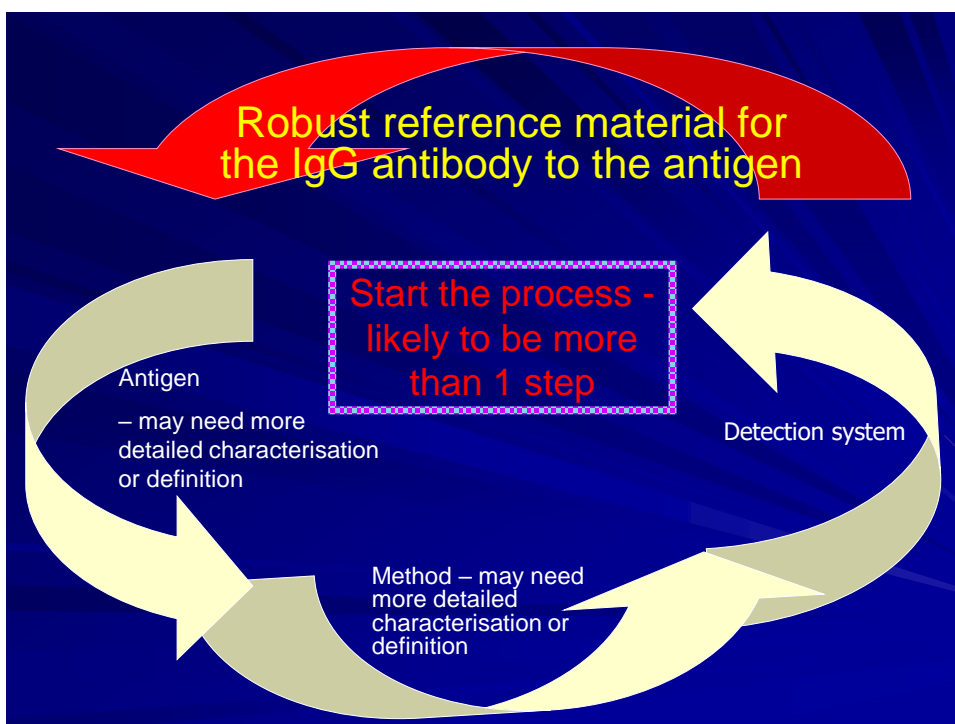 Robust reference material for
the IgG antibody to the antigen
Start the process -
likely to be more
than 1 step
Antigen
– may need more
detailed characterisation
or definition
Detection system
Method – may need
more detailed
characterisation or
definition